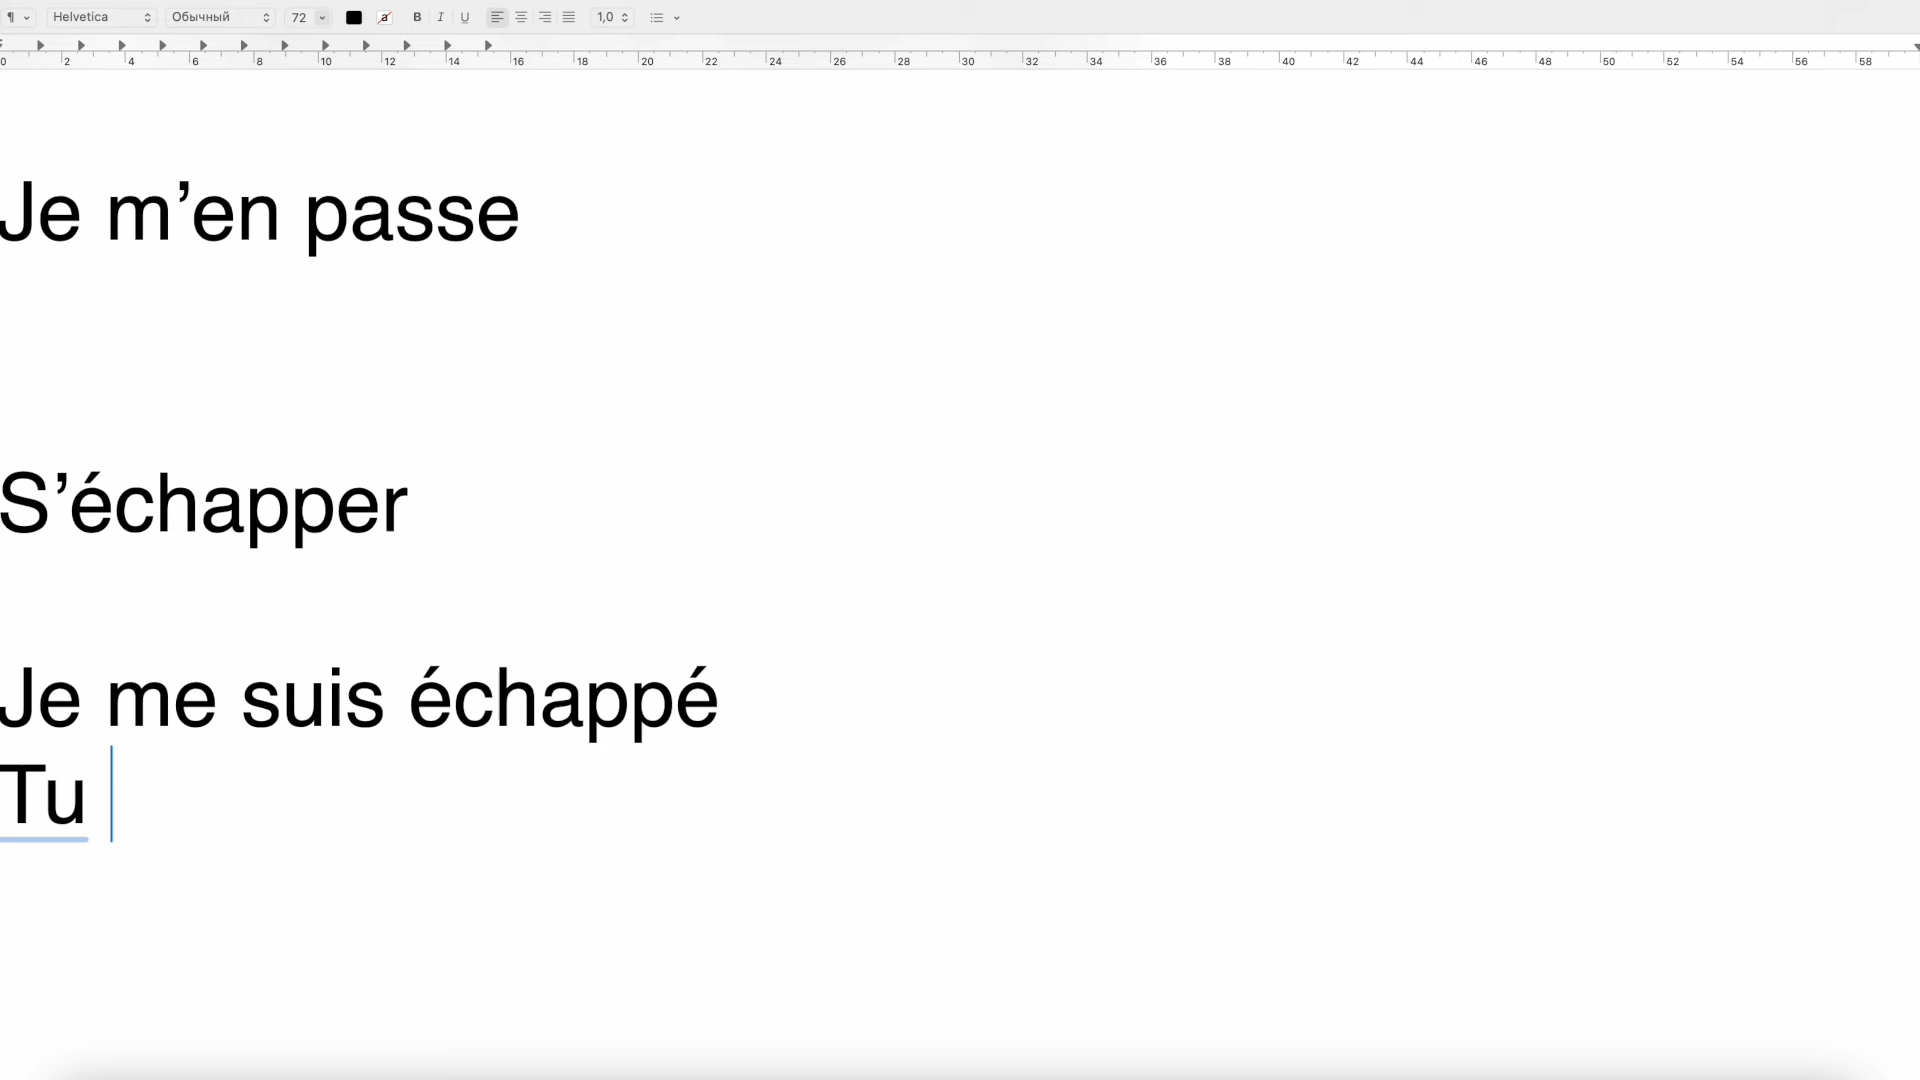 ¶ Helvetica Обычный 72 a B I U 1,0
0 2 4 6 8 10 12 14 16 18 20 22 24 26 28 30 32 34 36 38 40 42 44 46 48 50 52 54 56 58
Je m’en passe
S’échapper
Je me suis échappé
Tu